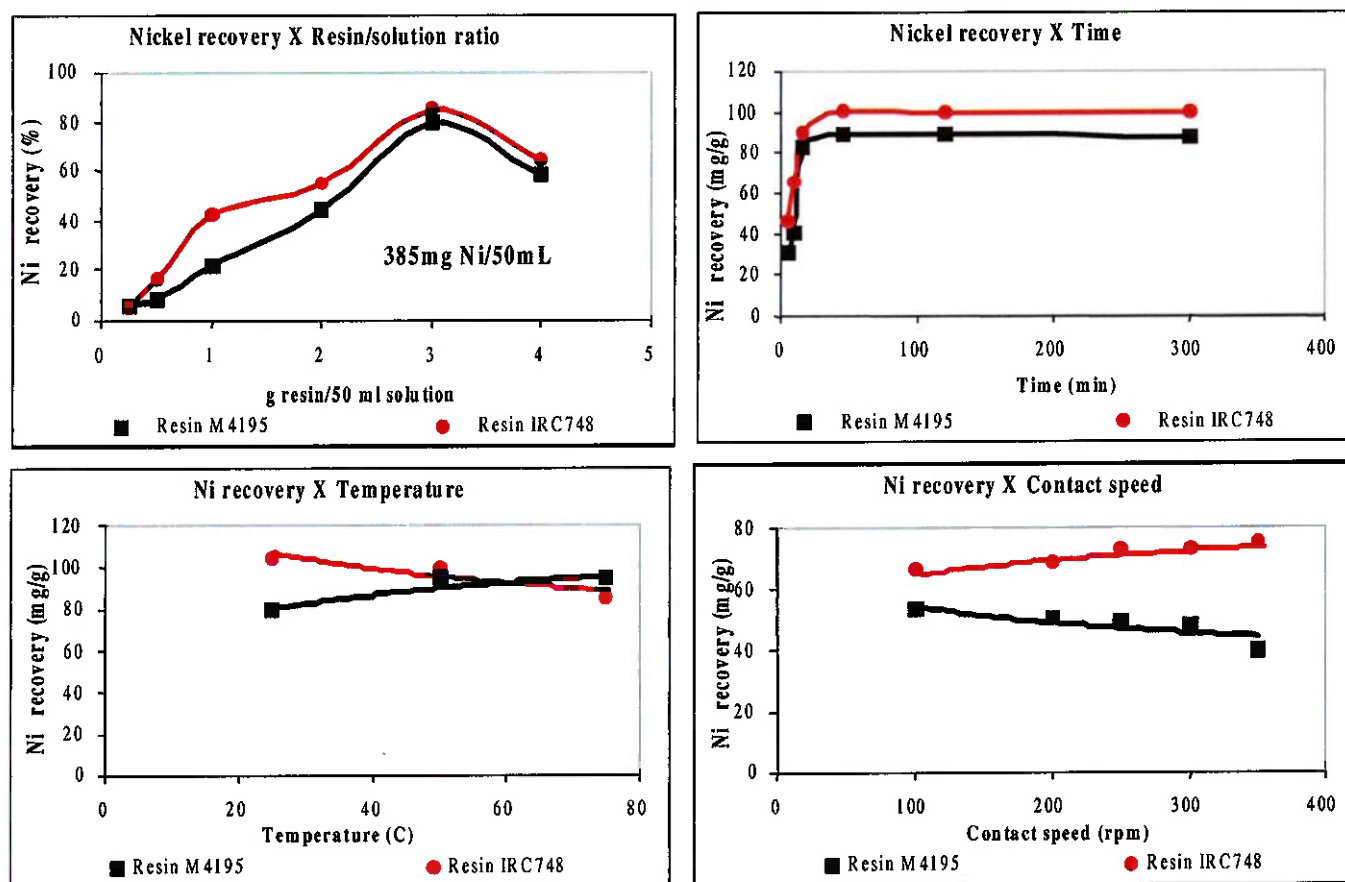 Nickel recovery X Resin/solution ratio
Ni recovery (%)
100
80
60
40
20
0
385mg Ni/50mL
0 1 2 3 4 5
g resin/50 ml solution
Resin M4195 Resin IRC748
Nickel recovery X Time
Ni recovery (mg/g)
120
100
80
60
40
20
0
100 200 300 400
Time (min)
Resin M4195 Resin IRC748
Ni recovery X Temperature
Ni recovery (mg/g)
120
100
80
60
40
20
0
0 20 40 60 80
Temperature (C)
Resin M4195 Resin IRC748
Ni recovery X Contact speed
Ni recovery (mg/g)
80
60
40
20
0
0 100 200 300 400
Contact speed (rpm)
Resin M4195 Resin IRC748